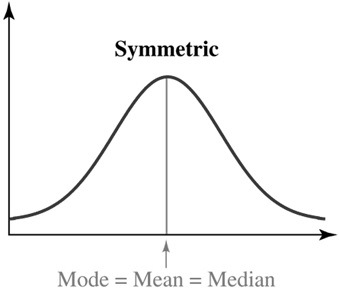 Symmetric
Mode = Mean = Median